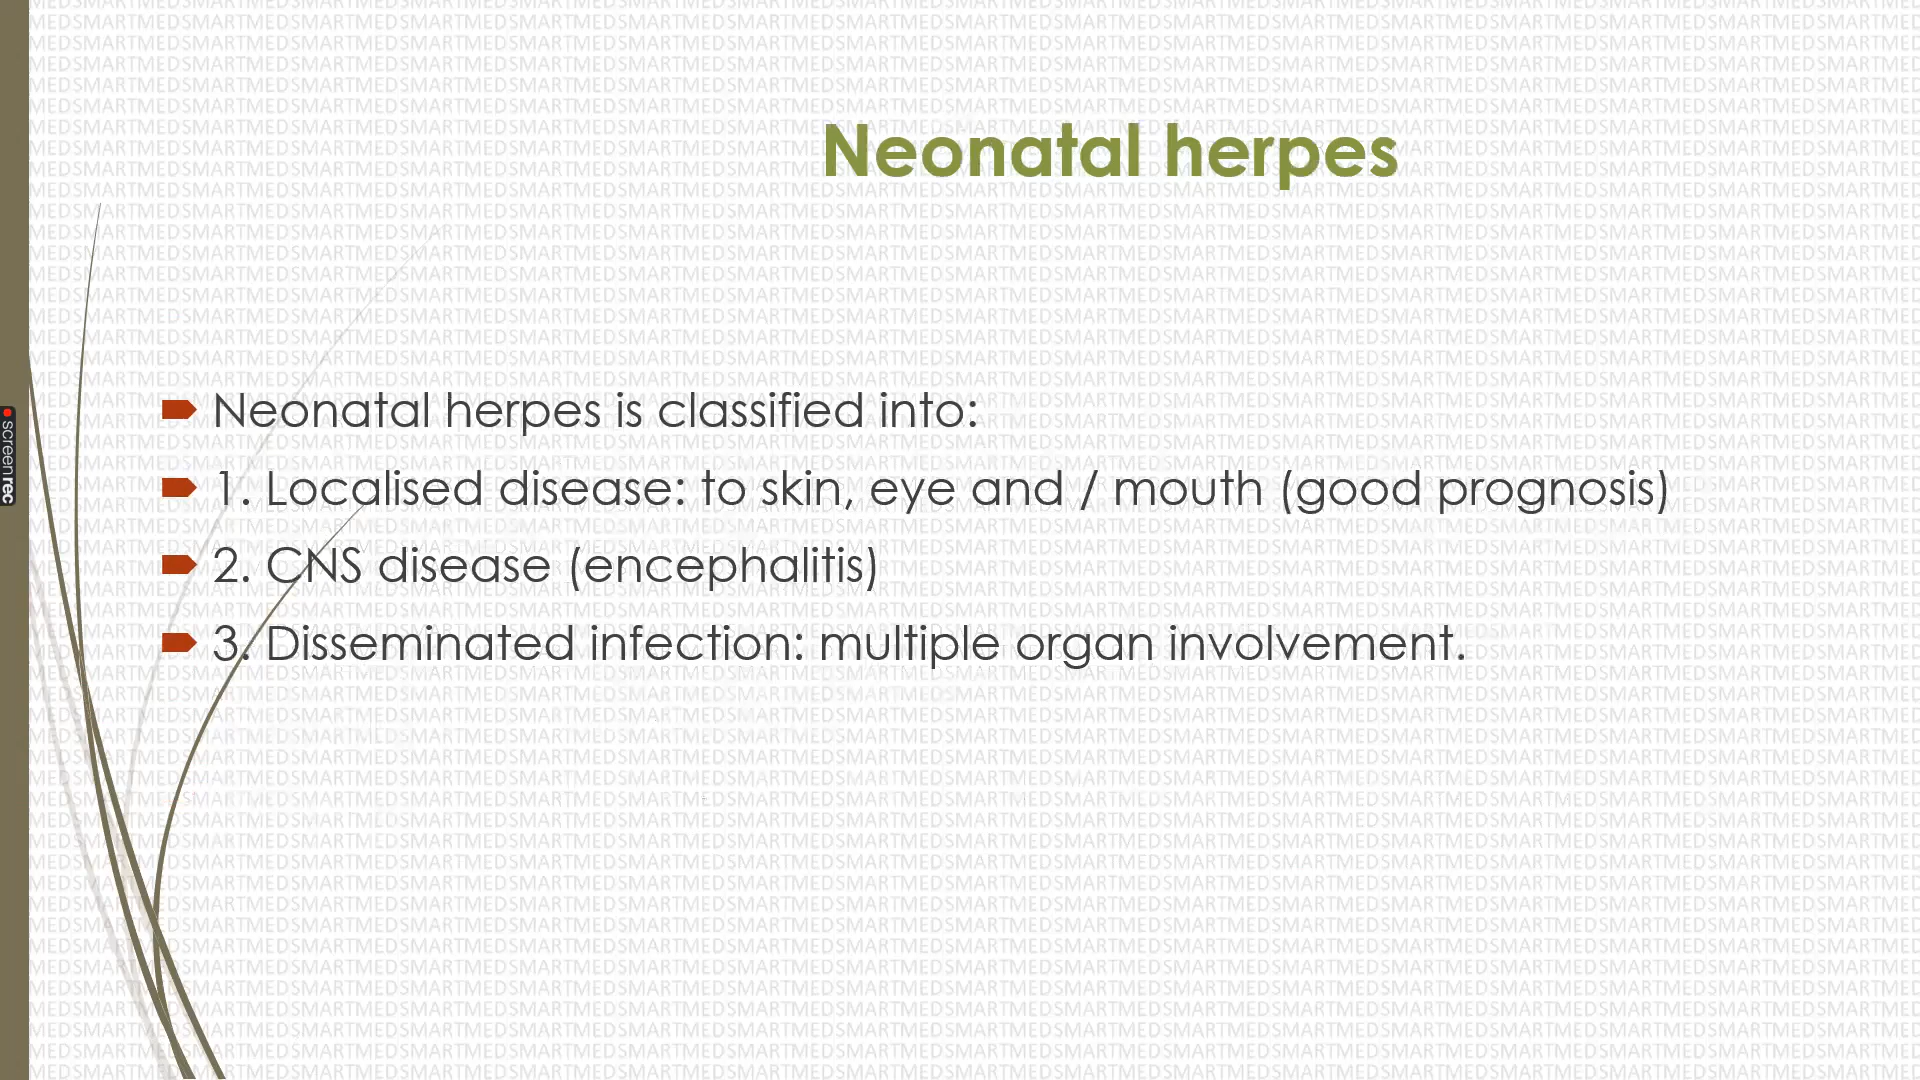 Neonatal herpes
Neonatal herpes is classified into:
1. Localised disease: to skin, eye and / mouth (good prognosis)
2. CNS disease (encephalitis)
3. Disseminated infection: multiple organ involvement.
screenrec